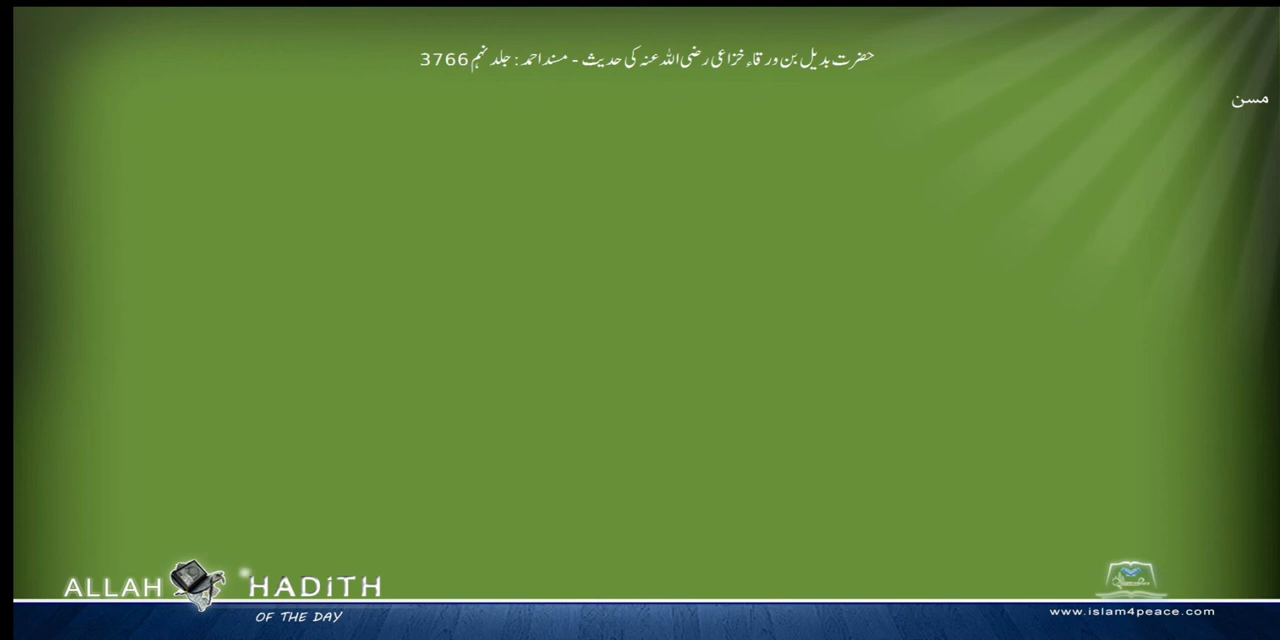 حضرت بدیل بن ورقاء خزاعی رضی اللہ عنہ کی حدیث - مسند احمد: جلد نہم 3766
مسن
ALLAH HADITH
OF THE DAY
www.islam4peace.com